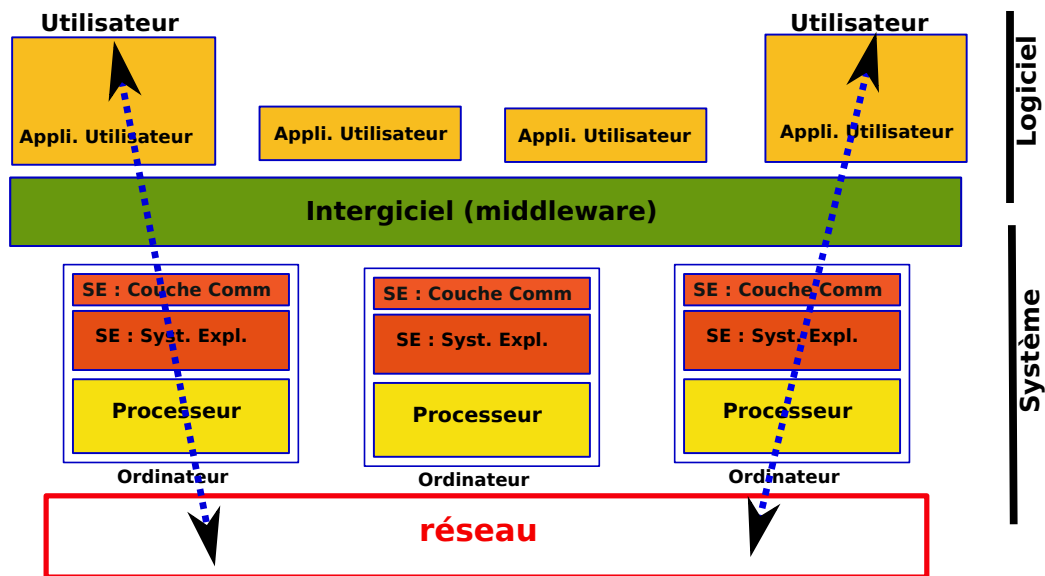 Utilisateur
Utilisateur
Appli. Utilisateur
Appli. Utilisateur
Appli. Utilisateur
Appli. Utilisateur
Logiciel
Intergiciel (middleware)
SE : Couche Comm
SE : Syst. Expl.
Processeur
Ordinateur
SE : Couche Comm
SE : Syst. Expl.
Processeur
Ordinateur
SE : Couche Comm
SE : Syst. Expl.
Processeur
Ordinateur
Système
réseau